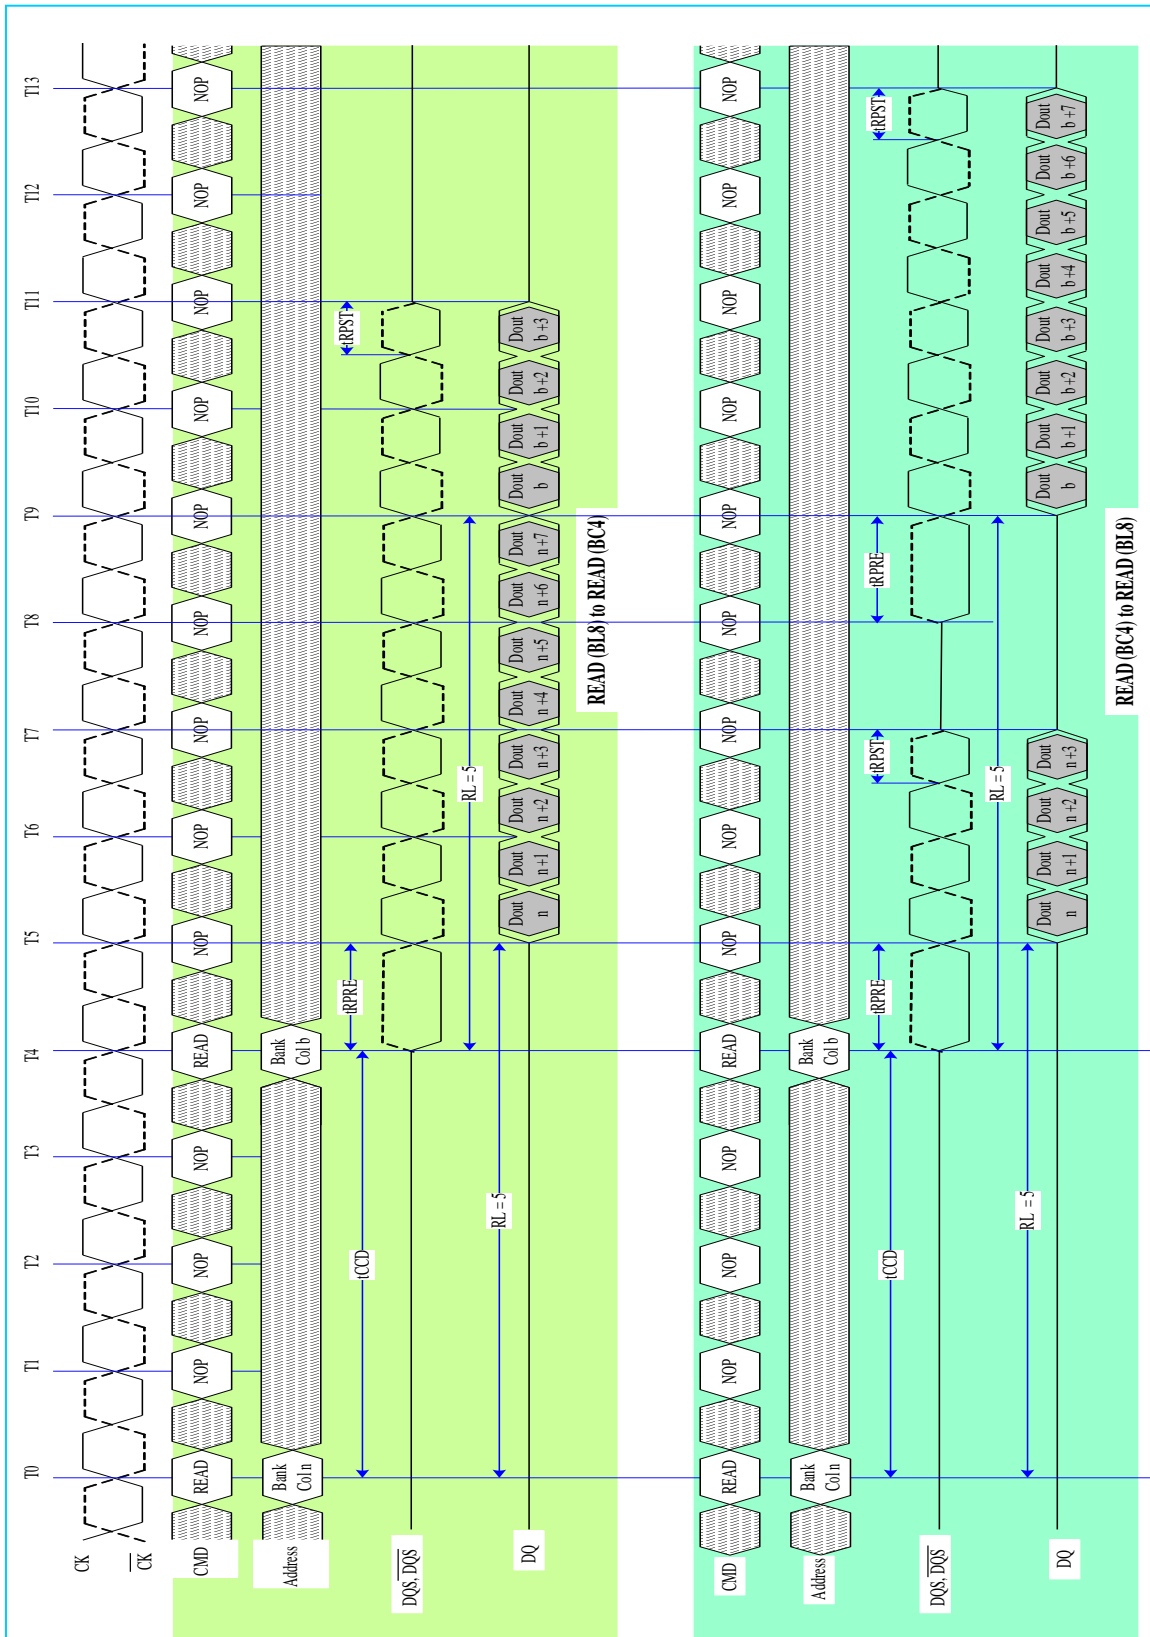 T0 T1 T2 T3 T4 T5 T6 T7 T8 T9 T10 T11 T12 T13
CK
CK
CMD READ NOP NOP NOP READ NOP NOP NOP NOP NOP NOP NOP NOP NOP
Address Bank Col n Bank Col b
tCCD tRPRE tRPST
DQS, DQS
RL = 5
RL = 5
DQ Dout n Dout n+1 Dout n+2 Dout n+3 Dout n+4 Dout n+5 Dout n+6 Dout n+7 Dout b Dout b+1 Dout b+2 Dout b+3
READ (BL8) to READ (BC4)
CMD READ NOP NOP NOP READ NOP NOP NOP NOP NOP NOP NOP NOP NOP
Address Bank Col n Bank Col b
tCCD tRPRE tRPST tRPRE tRPST
DQS, DQS
RL = 5
RL = 5
DQ Dout n Dout n+1 Dout n+2 Dout n+3 Dout b Dout b+1 Dout b+2 Dout b+3 Dout b+4 Dout b+5 Dout b+6 Dout b+7
READ (BC4) to READ (BL8)